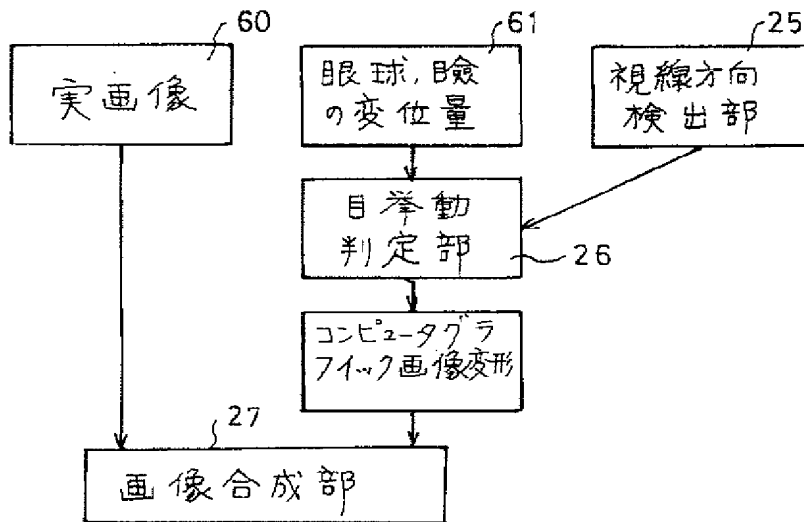 60
実画像
61
眼球,瞼
の変位量
25
視線方向
検出部
目挙動
判定部
26
コンピュータグラ
フイック画像変形
27
画像合成部